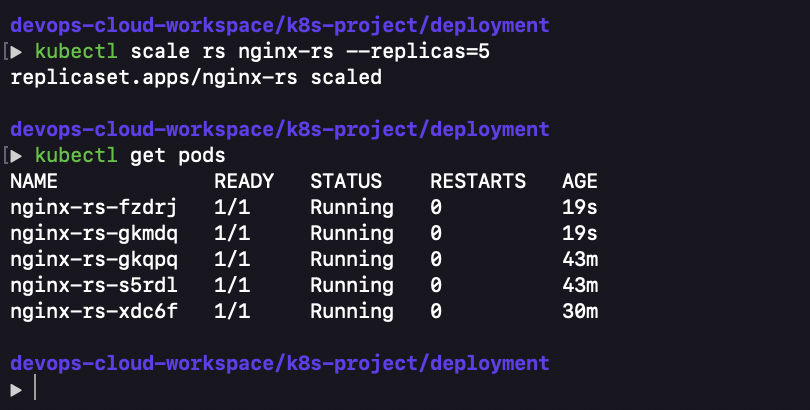 devops-cloud-workspace/k8s-project/deployment
[▶ kubectl scale rs nginx-rs --replicas=5
replicaset.apps/nginx-rs scaled
devops-cloud-workspace/k8s-project/deployment
[▶ kubectl get pods
NAME READY STATUS RESTARTS AGE
nginx-rs-fzdrj 1/1 Running 0 19s
nginx-rs-gkmdq 1/1 Running 0 19s
nginx-rs-gkqpq 1/1 Running 0 43m
nginx-rs-s5rdl 1/1 Running 0 43m
nginx-rs-xdc6f 1/1 Running 0 30m
devops-cloud-workspace/k8s-project/deployment
▶